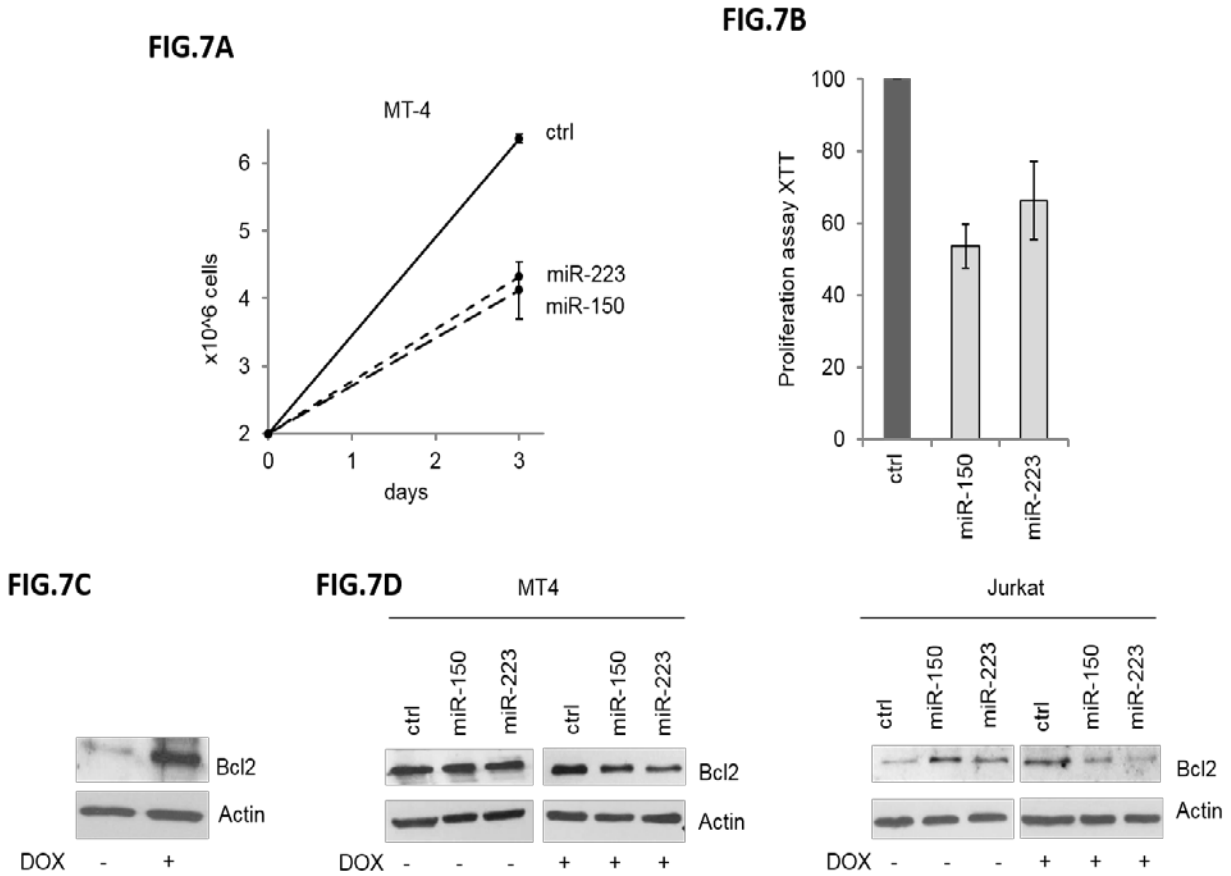 FIG.7A
MT-4
6
5
4
3
2
0
1
2
3
x10^6 cells
days
ctrl
miR-223
miR-150
FIG.7B
100
80
60
40
20
0
Proliferation assay XTT
ctrl
miR-150
miR-223
FIG.7C
Bcl2
Actin
DOX - +
FIG.7D
MT4
ctrl miR-150 miR-223 ctrl miR-150 miR-223
Bcl2
Actin
DOX - - - + + +
Jurkat
ctrl miR-150 miR-223 ctrl miR-150 miR-223
Bcl2
Actin
- - - + + +